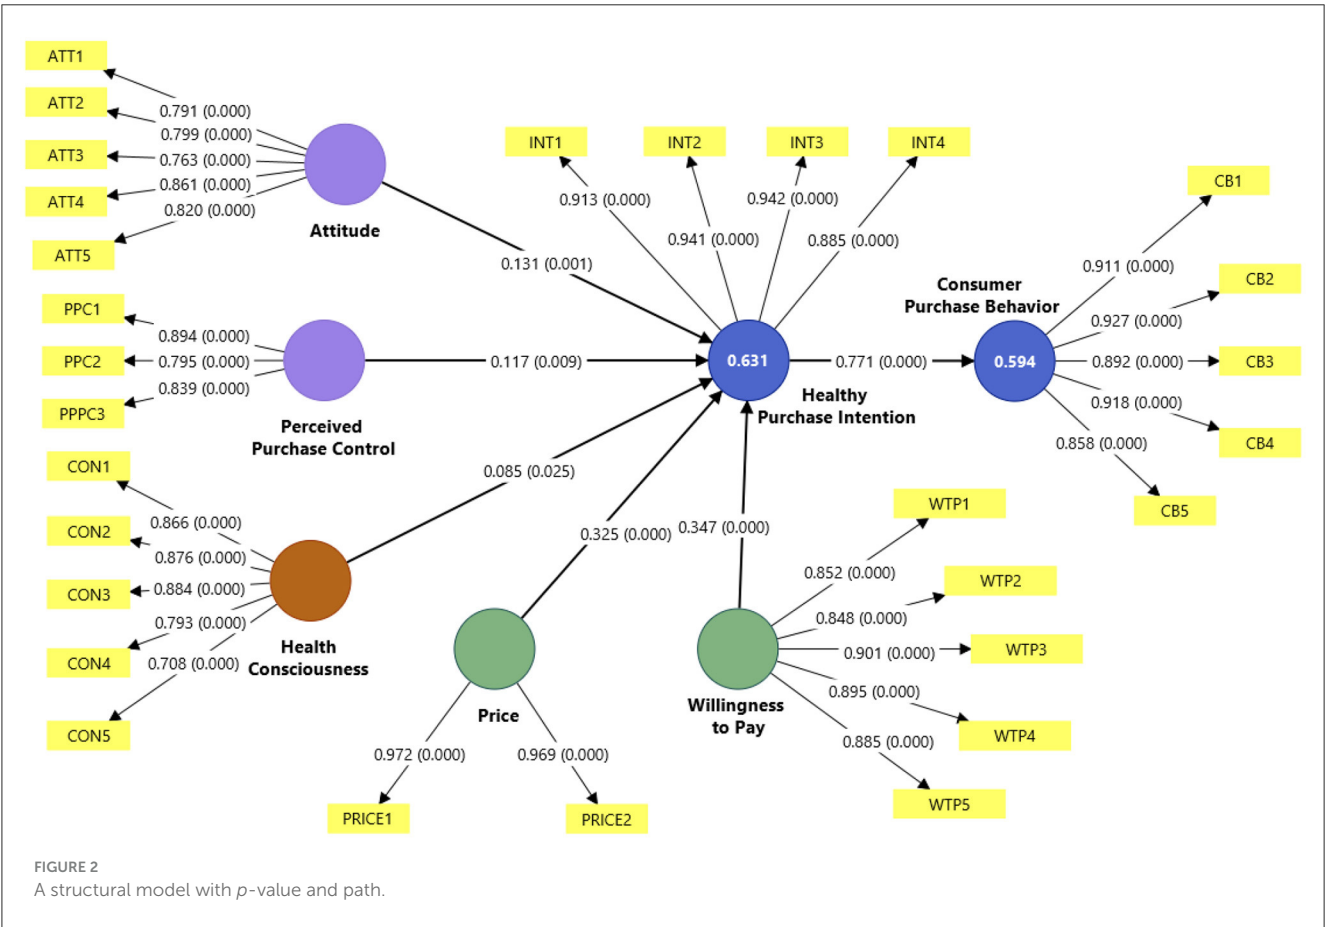 ATT1
ATT2
ATT3
ATT4
ATT5
0.791 (0.000)
0.799 (0.000)
0.763 (0.000)
0.861 (0.000)
0.820 (0.000)
Attitude
PPC1
PPC2
PPPC3
0.894 (0.000)
0.795 (0.000)
0.839 (0.000)
Perceived
Purchase Control
CON1
CON2
CON3
CON4
CON5
0.866 (0.000)
0.876 (0.000)
0.884 (0.000)
0.793 (0.000)
0.708 (0.000)
Health
Consciousness
0.131 (0.001)
0.117 (0.009)
0.085 (0.025)
0.325 (0.000)
0.347 (0.000)
INT1
INT2
INT3
INT4
0.913 (0.000)
0.941 (0.000)
0.942 (0.000)
0.885 (0.000)
0.631
Healthy
Purchase Intention
0.771 (0.000)
Consumer
Purchase Behavior
0.594
CB1
CB2
CB3
CB4
CB5
0.911 (0.000)
0.927 (0.000)
0.892 (0.000)
0.918 (0.000)
0.858 (0.000)
Price
0.972 (0.000)
0.969 (0.000)
PRICE1
PRICE2
Willingness
to Pay
WTP1
WTP2
WTP3
WTP4
WTP5
0.852 (0.000)
0.848 (0.000)
0.901 (0.000)
0.895 (0.000)
0.885 (0.000)
FIGURE 2
A structural model with p-value and path.